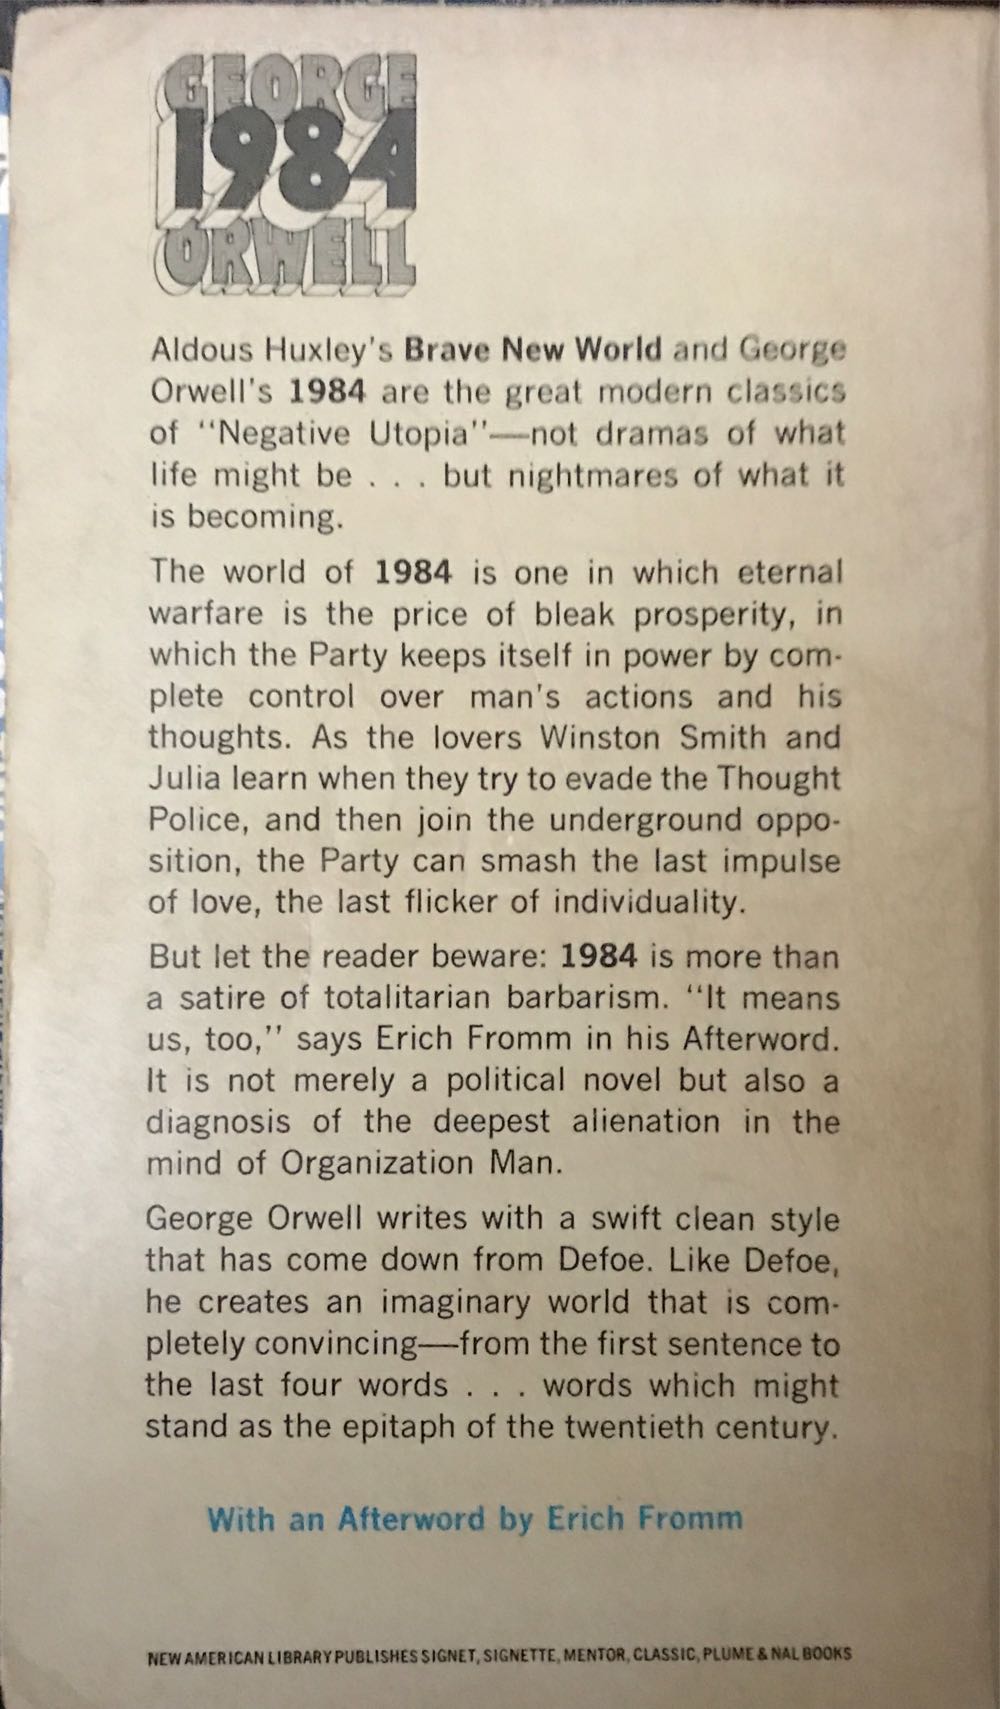 GEORGE
1984
ORWELL
Aldous Huxley's Brave New World and George
Orwell's 1984 are the great modern classics
of "Negative Utopia"—not dramas of what
life might be . . . but nightmares of what it
is becoming.
The world of 1984 is one in which eternal
warfare is the price of bleak prosperity, in
which the Party keeps itself in power by com-
plete control over man's actions and his
thoughts. As the lovers Winston Smith and
Julia learn when they try to evade the Thought
Police, and then join the underground oppo-
sition, the Party can smash the last impulse
of love, the last flicker of individuality.
But let the reader beware: 1984 is more than
a satire of totalitarian barbarism. "It means
us, too," says Erich Fromm in his Afterword.
It is not merely a political novel but also a
diagnosis of the deepest alienation in the
mind of Organization Man.
George Orwell writes with a swift clean style
that has come down from Defoe. Like Defoe,
he creates an imaginary world that is com-
pletely convincing—from the first sentence to
the last four words . . . words which might
stand as the epitaph of the twentieth century.
With an Afterword by Erich Fromm
NEW AMERICAN LIBRARY PUBLISHES SIGNET, SIGNETTE, MENTOR, CLASSIC, PLUME & NAL BOOKS